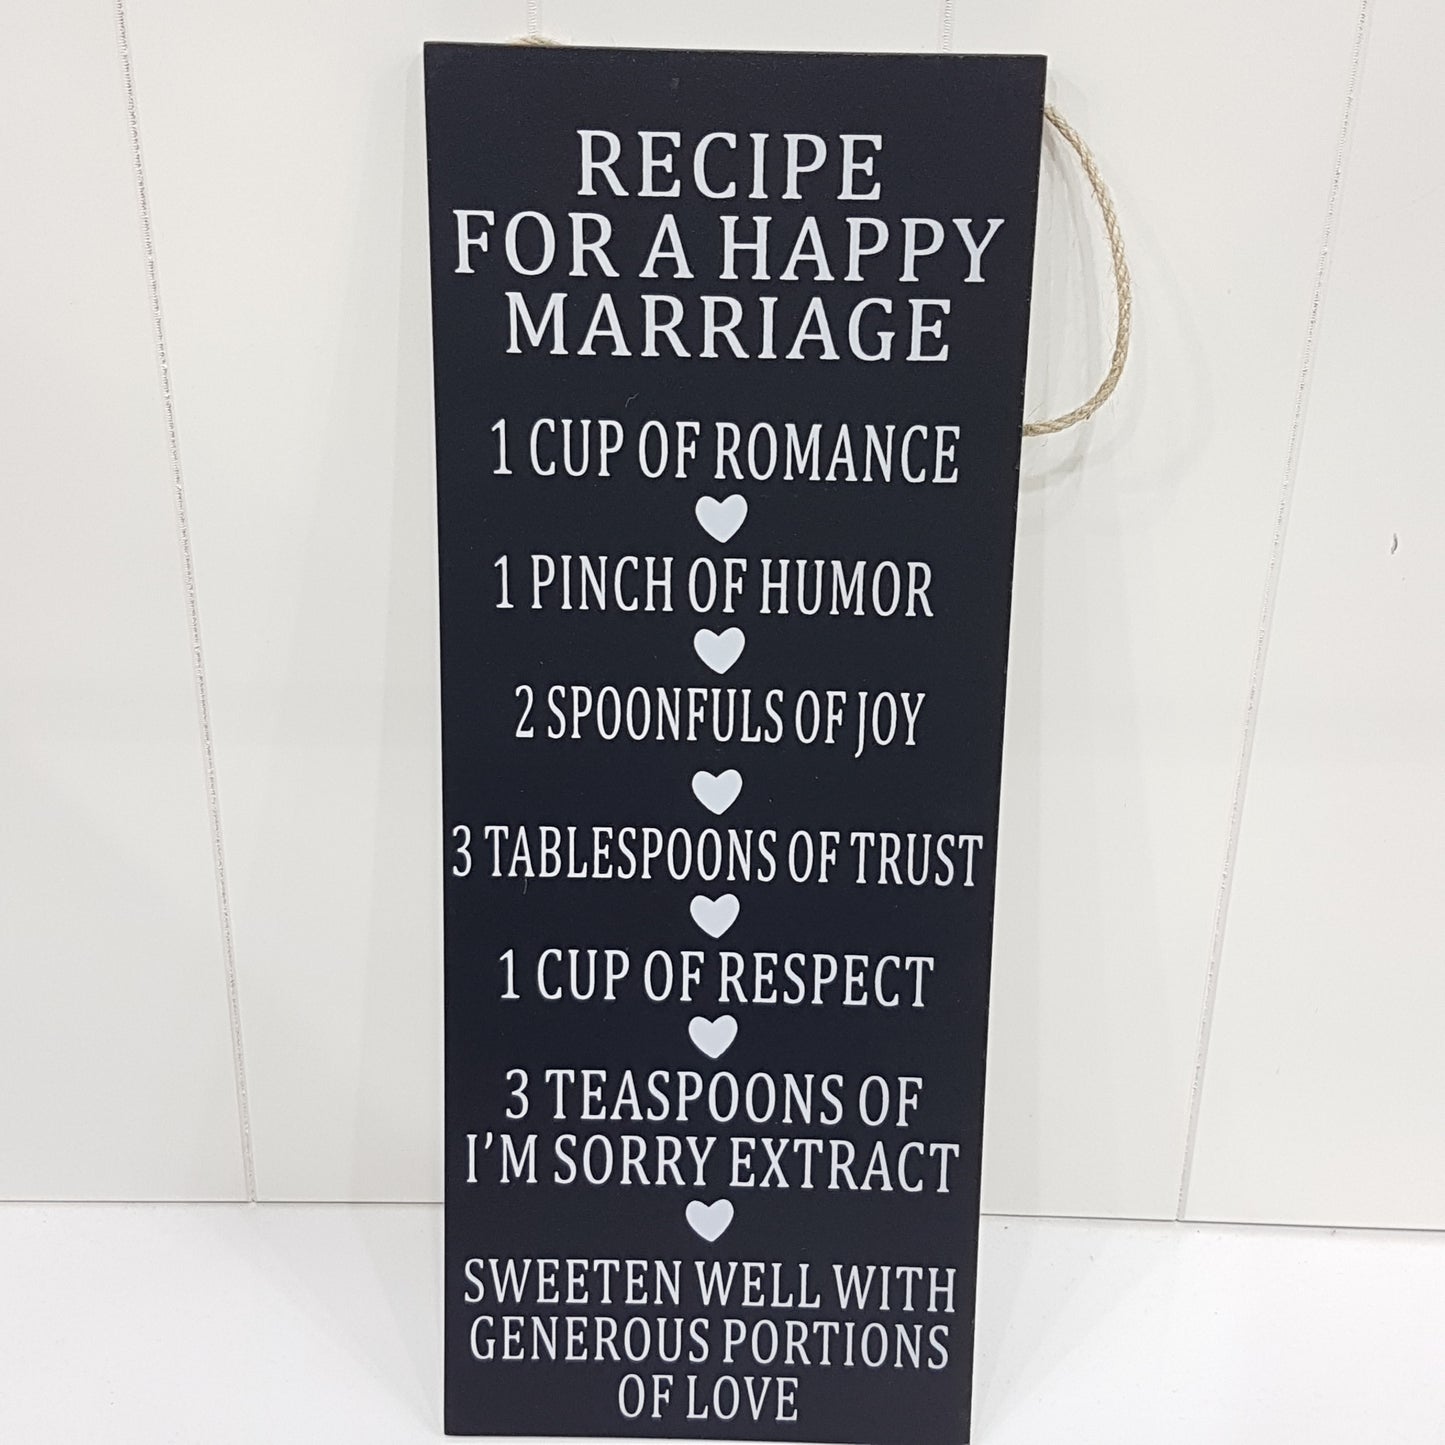 RECIPE
FOR A HAPPY
MARRIAGE
1 CUP OF ROMANCE
1 PINCH OF HUMOR
2 SPOONFULS OF JOY
3 TABLESPOONS OF TRUST
1 CUP OF RESPECT
3 TEASPOONS OF
I'M SORRY EXTRACT
SWEETEN WELL WITH
GENEROUS PORTIONS
OF LOVE